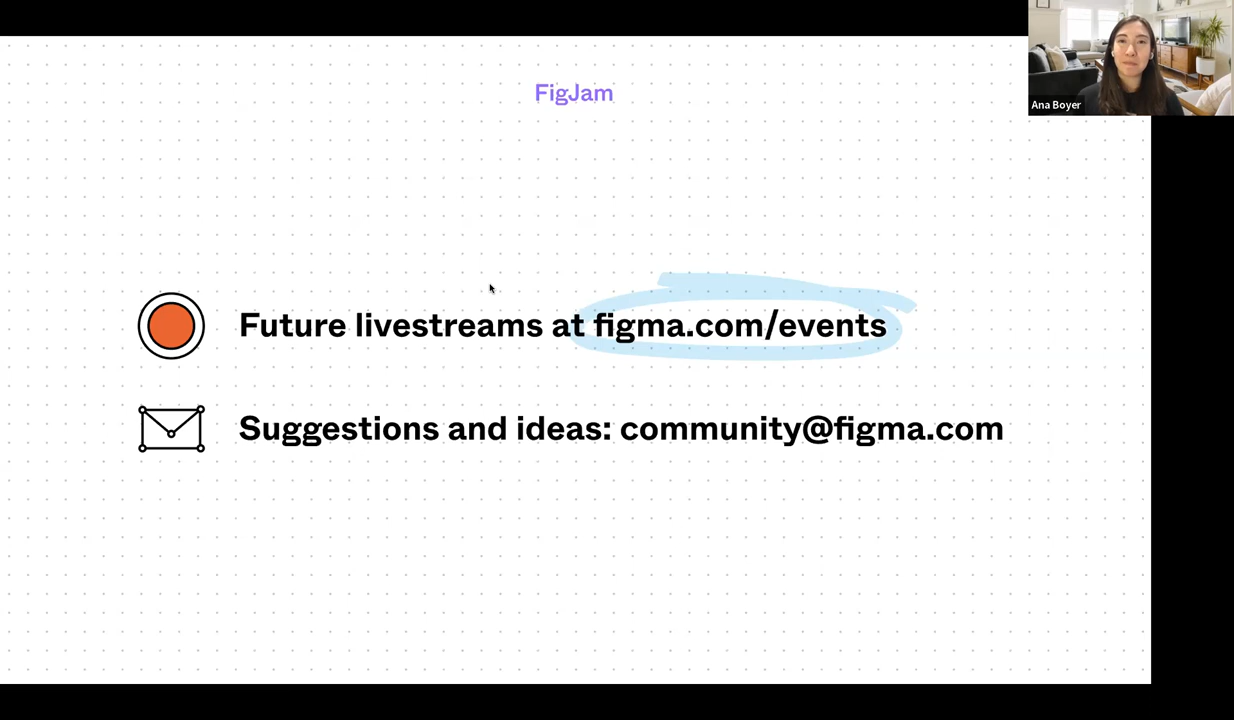 FigJam
Ana Boyer
Future livestreams at figma.com/events
Suggestions and ideas: community@figma.com